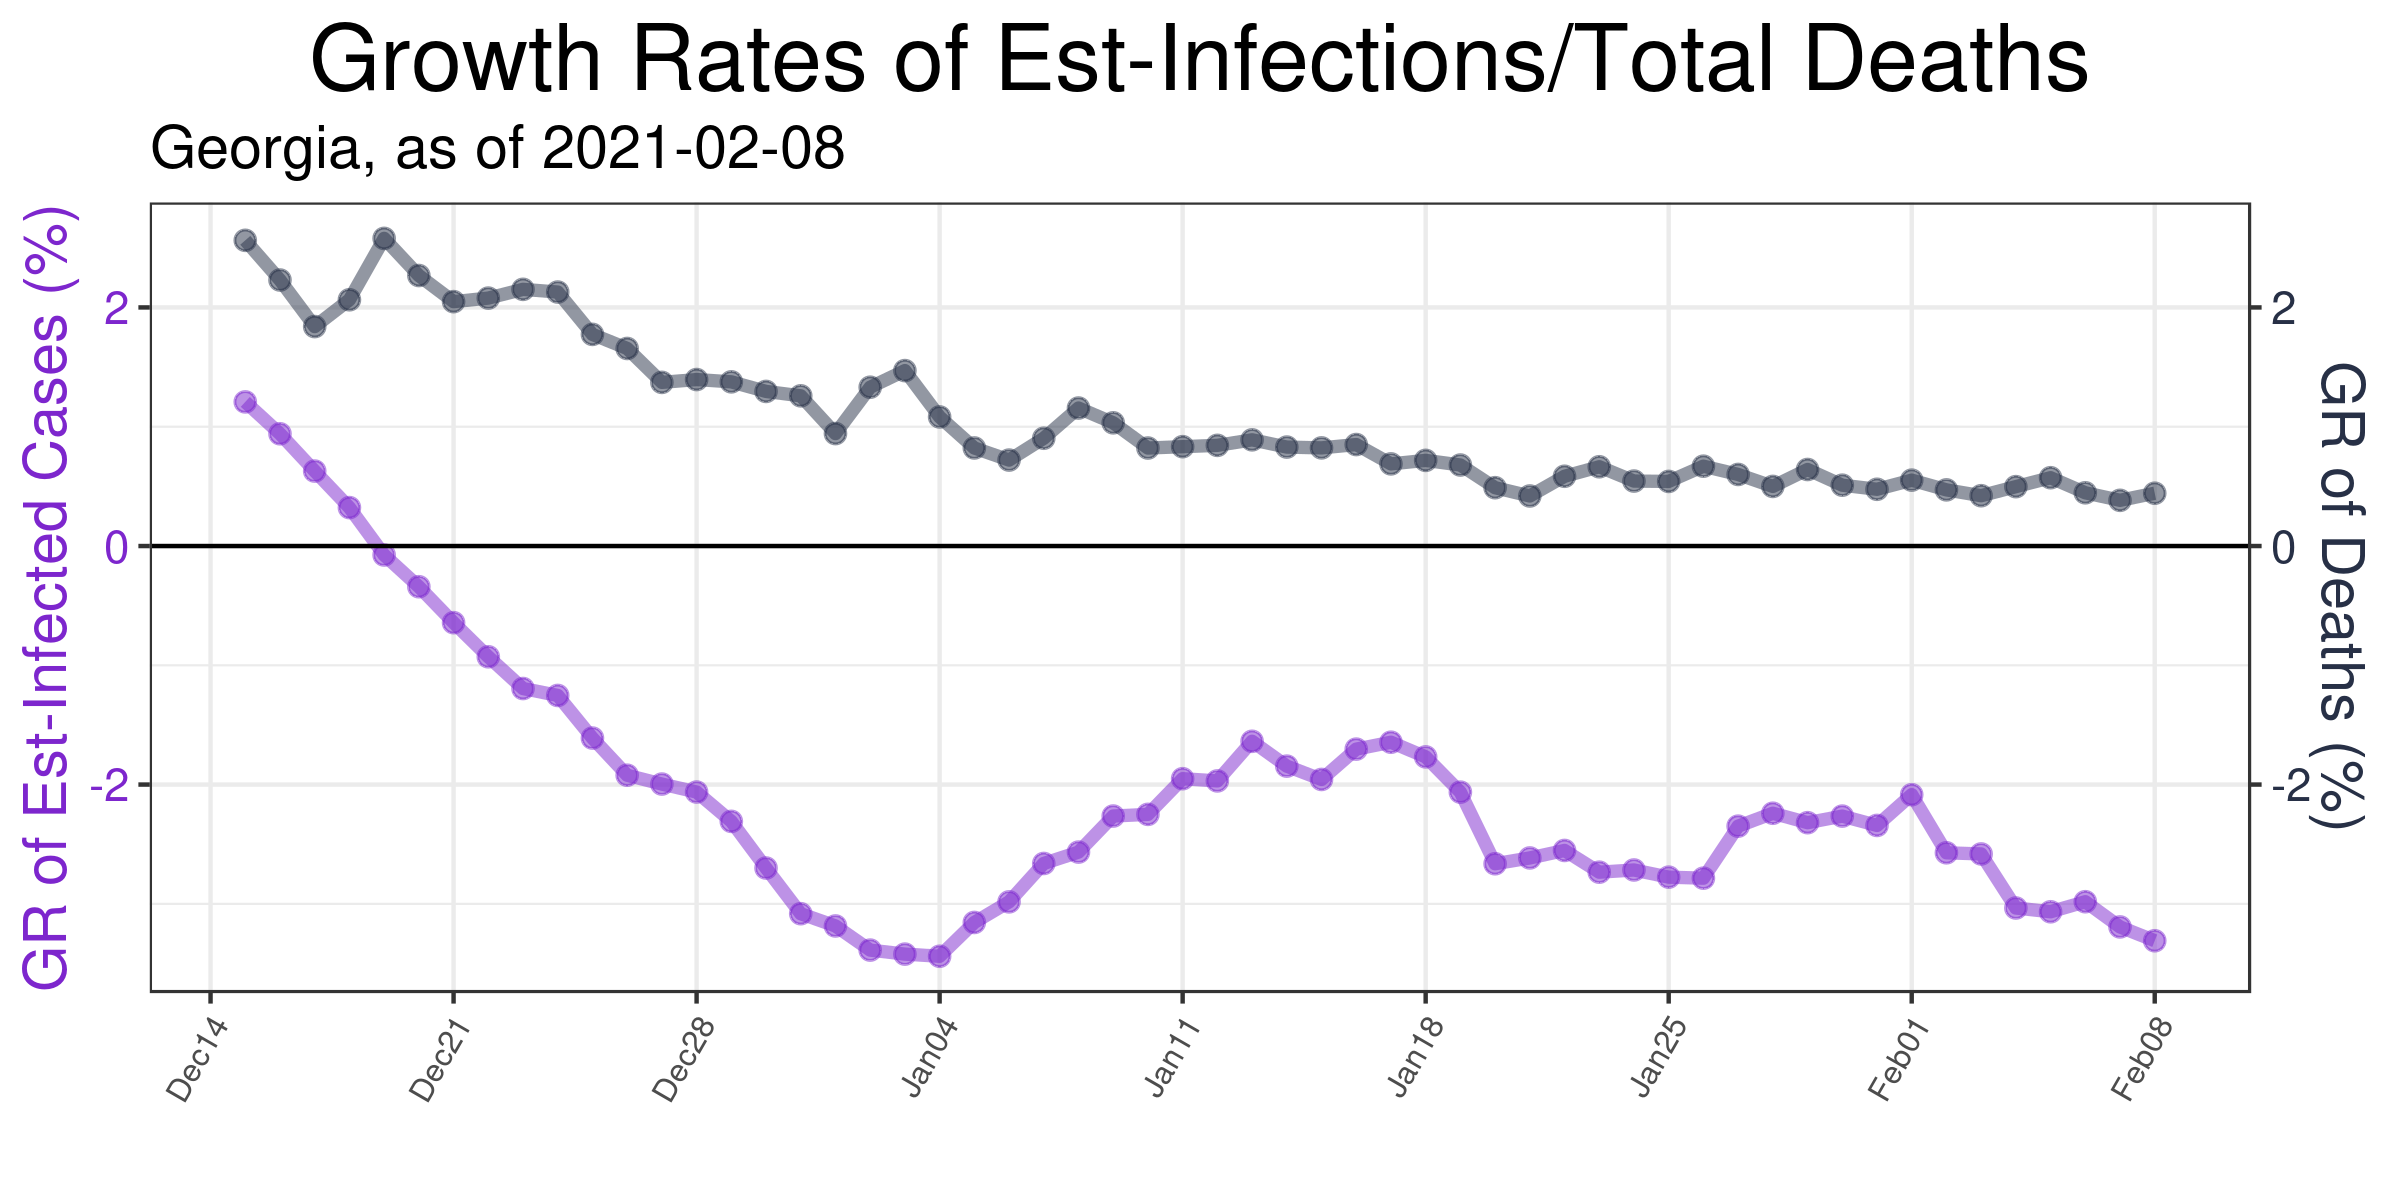 Growth Rates of Est-Infections/Total Deaths
Georgia, as of 2021-02-08
GR of Est-Infected Cases (%)
2
0
-2
2
0
-2
GR of Deaths (%)
Dec14
Dec21
Dec28
Jan04
Jan11
Jan18
Jan25
Feb01
Feb08